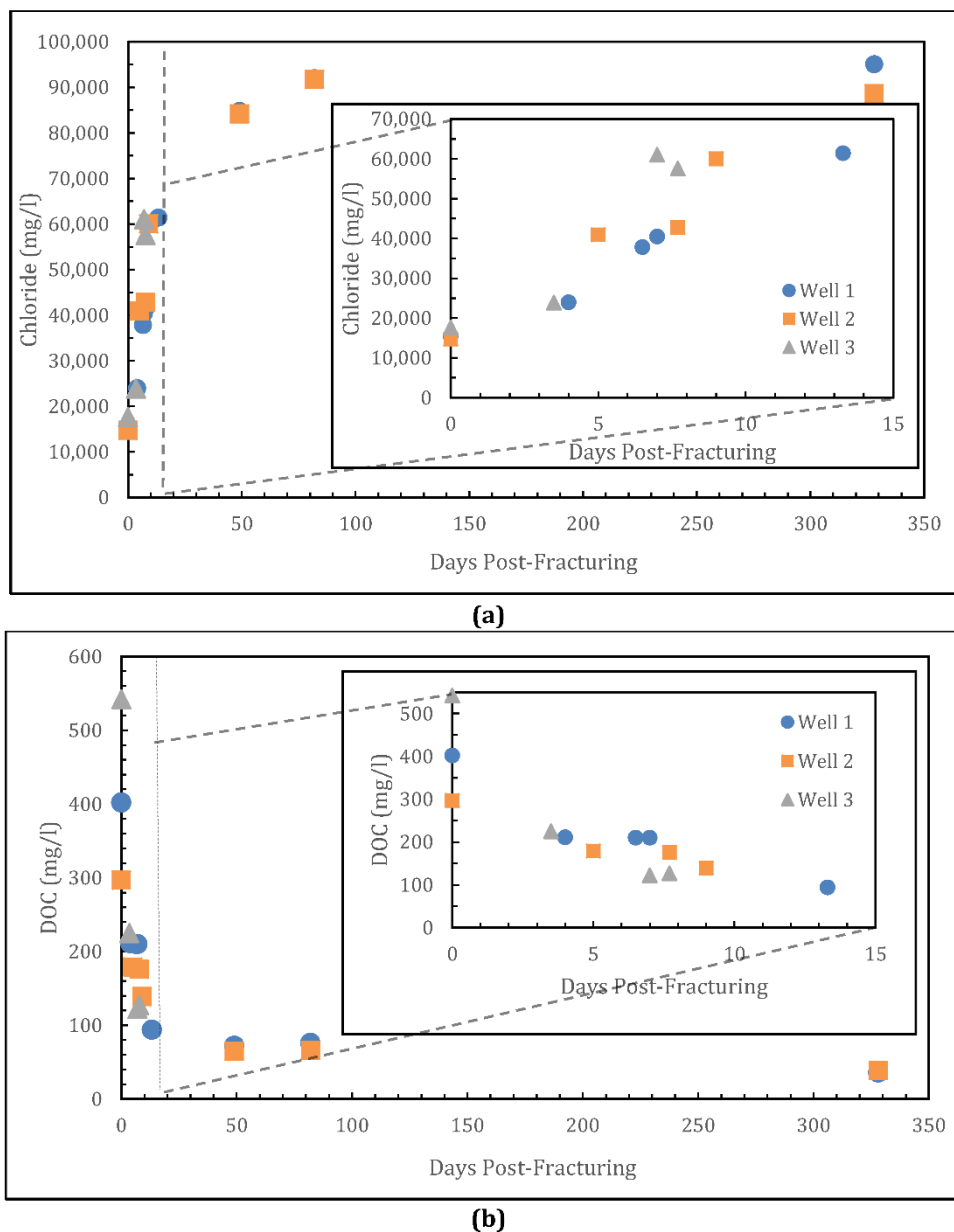 100,000
90,000
80,000
70,000
60,000
50,000
40,000
30,000
20,000
10,000
0
Chloride (mg/l)
0 50 100 150 200 250 300 350
Days Post-Fracturing
70,000
60,000
50,000
40,000
30,000
20,000
10,000
0
Chloride (mg/l)
Well 1
Well 2
Well 3
0 5 10 15
Days Post-Fracturing
(a)
600
500
400
300
200
100
0
DOC (mg/l)
0 50 100 150 200 250 300 350
Days Post-Fracturing
500
400
300
200
100
0
DOC (mg/l)
Well 1
Well 2
Well 3
0 5 10 15
Days Post-Fracturing
(b)